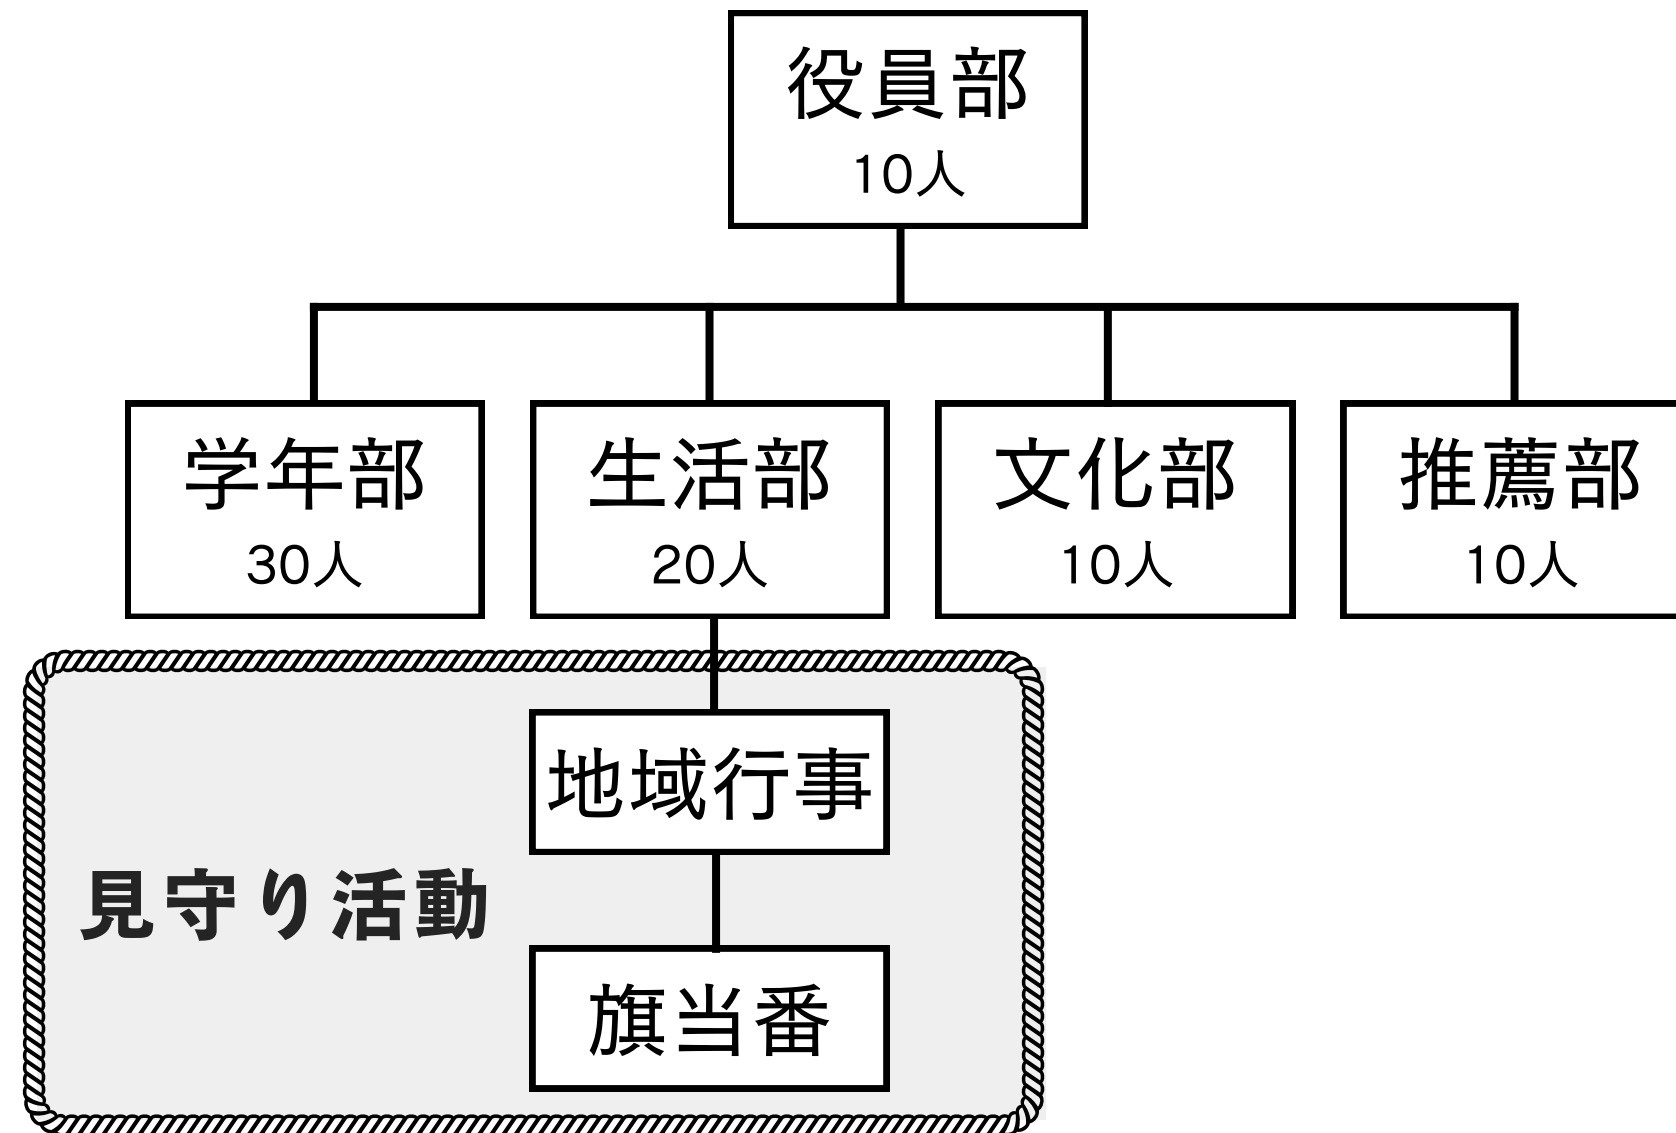 役員部
10人
学年部
30人
生活部
20人
文化部
10人
推薦部
10人
地域行事
見守り活動
旗当番